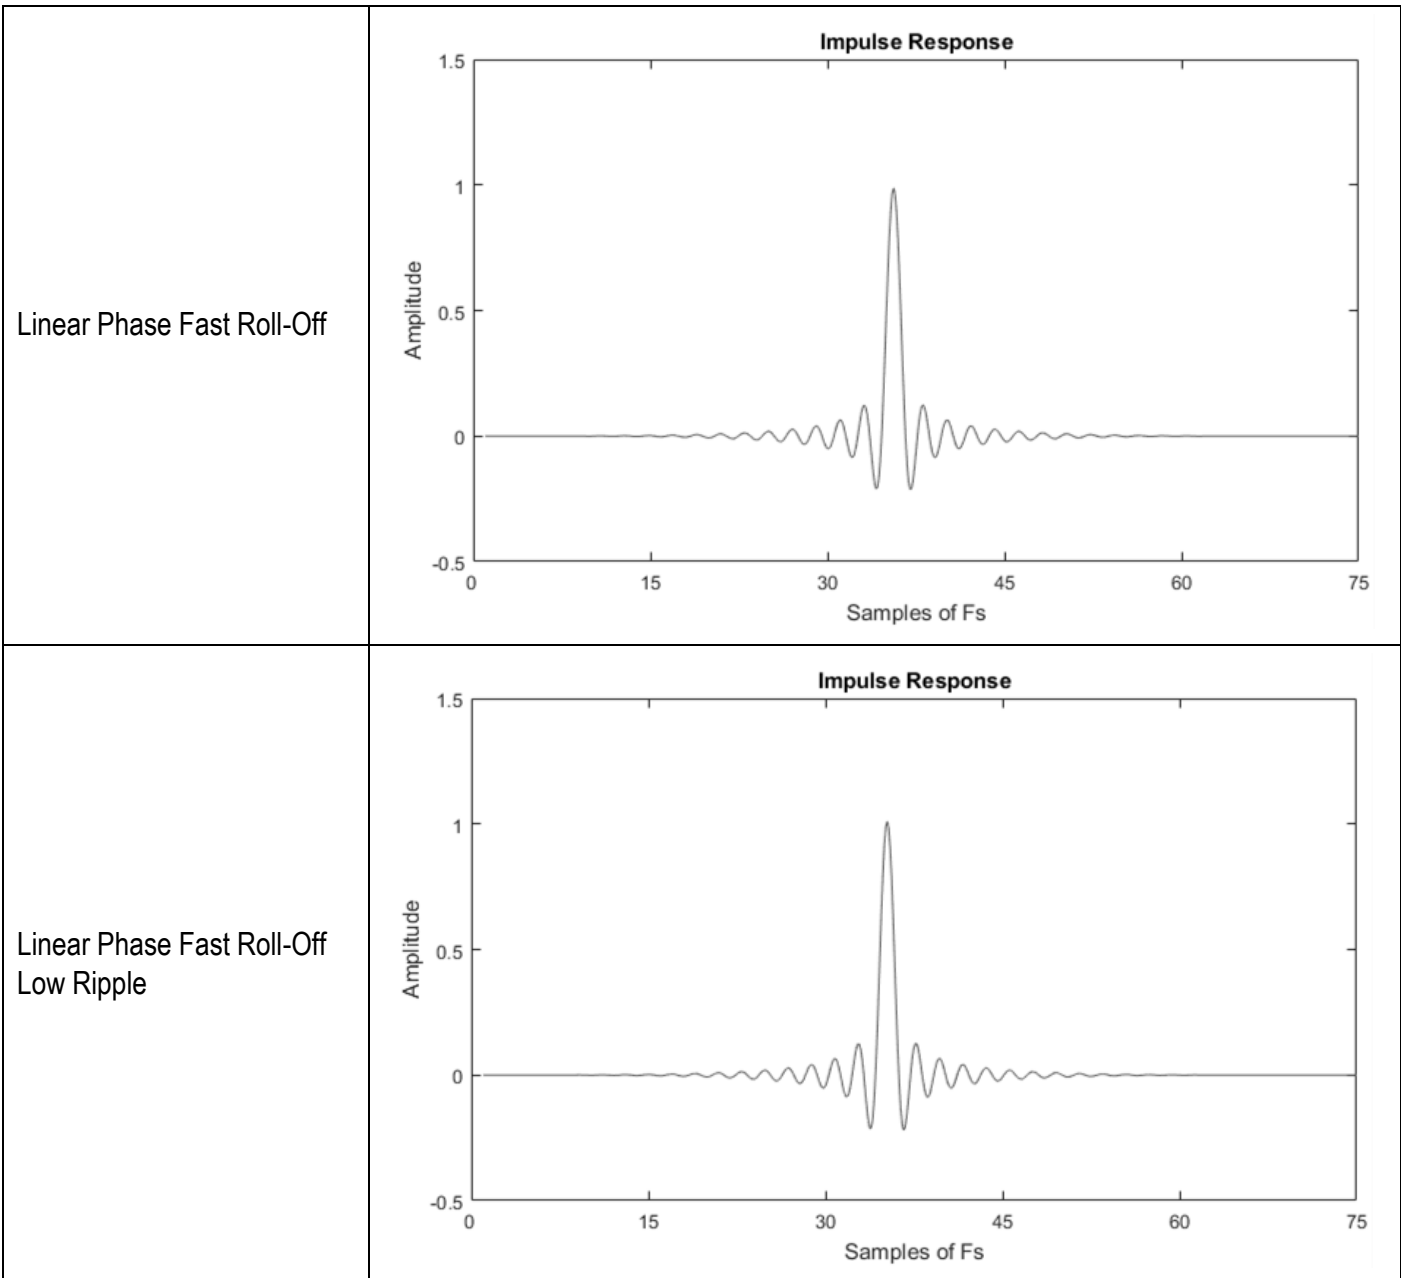 Linear Phase Fast Roll-Off
Impulse Response
1.5
1
0.5
0
-0.5
Amplitude
0 15 30 45 60 75
Samples of Fs
Linear Phase Fast Roll-Off
Low Ripple
Impulse Response
1.5
1
0.5
0
-0.5
Amplitude
0 15 30 45 60 75
Samples of Fs